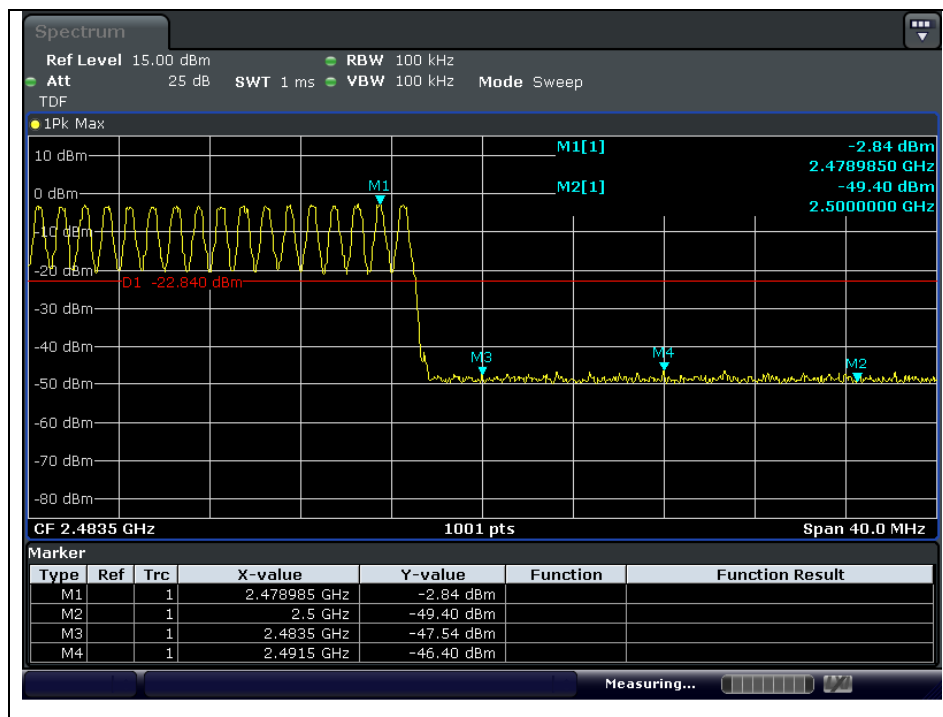 Spectrum
Ref Level 15.00 dBm RBW 100 kHz
Att 25 dB SWT 1 ms VBW 100 kHz Mode Sweep
TDF
1Pk Max
M1[1] -2.84 dBm
2.4789850 GHz
M2[1] -49.40 dBm
2.5000000 GHz
10 dBm
M1
0 dBm
-10 dBm
-20 dBm
D1 -22.840 dBm
-30 dBm
-40 dBm
M3 M4 M2
-50 dBm
-60 dBm
-70 dBm
-80 dBm
CF 2.4835 GHz 1001 pts Span 40.0 MHz
Marker
Type Ref Trc X-value Y-value Function Function Result
M1 1 2.478985 GHz -2.84 dBm
M2 1 2.5 GHz -49.40 dBm
M3 1 2.4835 GHz -47.54 dBm
M4 1 2.4915 GHz -46.40 dBm
Measuring...